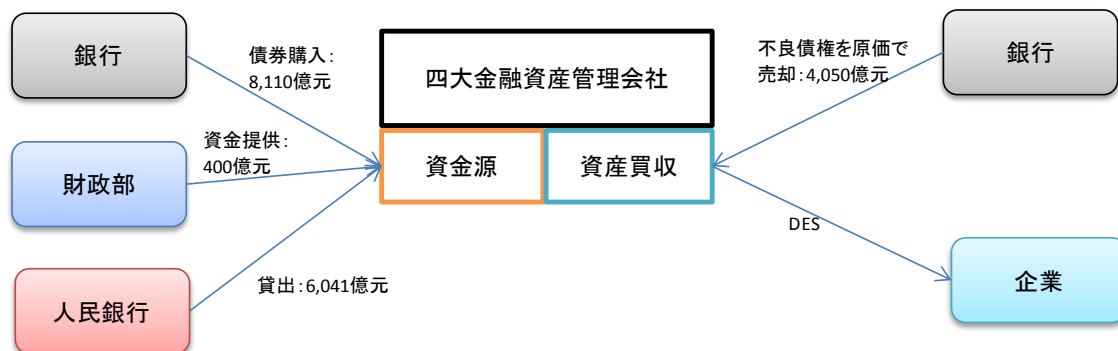 銀行
債券購入：
8,110億元
四大金融資産管理会社
不良債権を原価で
売却：4,050億元
銀行
財政部
資金提供：
400億元
資金源
資産買収
DES
人民銀行
貸出：6,041億元
企業